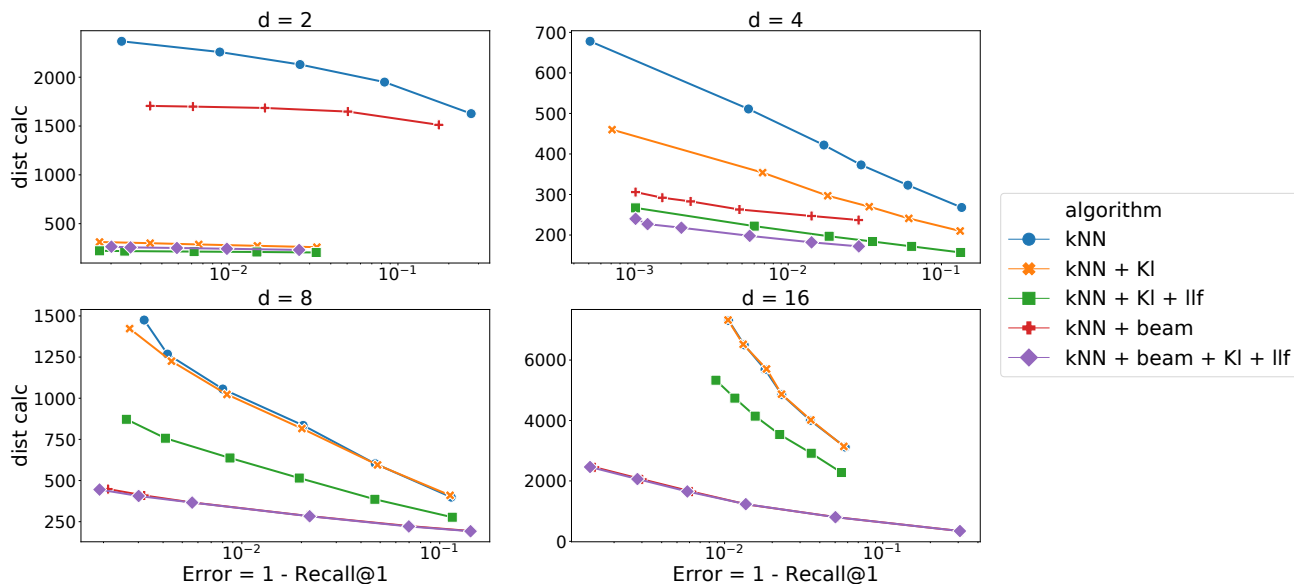 d = 2
d = 4
dist calc
2000
1500
1000
500
10⁻² 10⁻¹
700
600
500
400
300
200
10⁻³ 10⁻² 10⁻¹
algorithm
kNN
kNN + Kl
kNN + Kl + llf
kNN + beam
kNN + beam + Kl + llf
d = 8
d = 16
dist calc
1500
1250
1000
750
500
250
10⁻² 10⁻¹
Error = 1 - Recall@1
6000
4000
2000
0
10⁻² 10⁻¹
Error = 1 - Recall@1